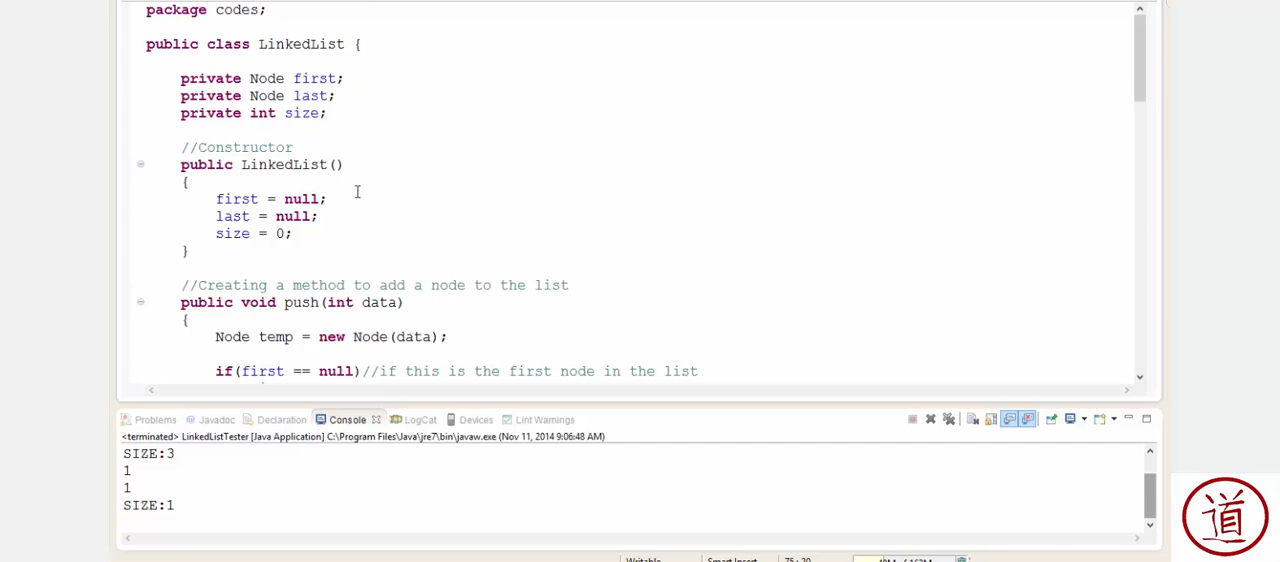 package codes;
public class LinkedList {
private Node first;
private Node last;
private int size;
//Constructor
public LinkedList()
{
first = null;
last = null;
size = 0;
}
//Creating a method to add a node to the list
public void push(int data)
{
Node temp = new Node(data);
if(first == null)//if this is the first node in the list
Problems Javadoc Declaration Console LogCat Devices Lint Warnings
<terminated> LinkedListTester [Java Application] C:\Program Files\Java\jre7\bin\javaw.exe (Nov 11, 2014 9:06:48 AM)
SIZE:3
1
1
SIZE:1
道
Writable Smart Insert